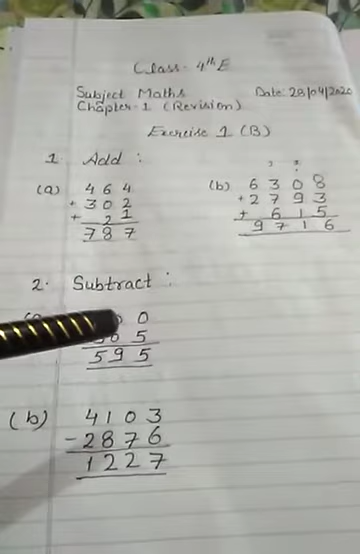 Class - 4th E
Subject Maths Date: 28/04/2020
Chapter - 1 (Revision)
Exercise 1 (B)
1 Add :
(a) 4 6 4
+ 3 0 2
+ 2 1
7 8 7
(b) 6 3 0 8
+ 2 7 9 3
+ 6 1 5
9 7 1 6
2. Subtract :
0
0 5
5 9 5
(b) 4 1 0 3
- 2 8 7 6
1 2 2 7